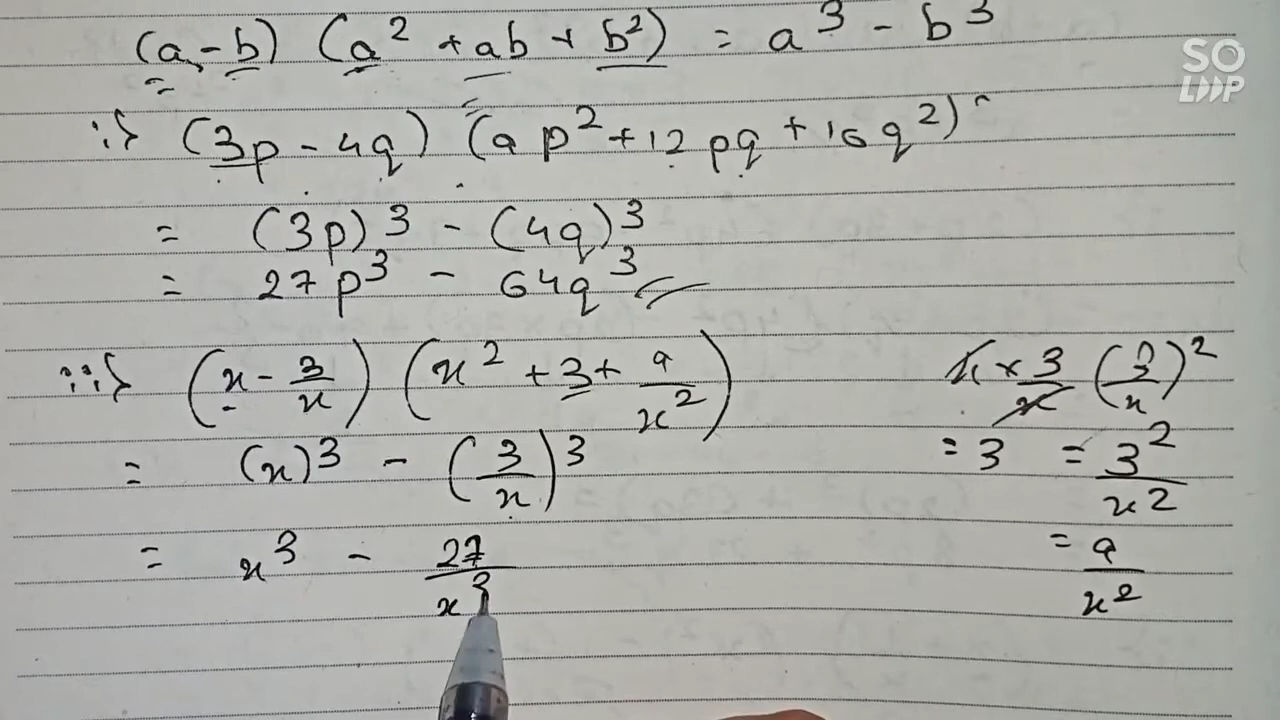 (a - b) (a² + ab + b²) = a³ - b³
SO
LOOP
ii) (3p - 4q) (9p² + 12pq + 16q²)
= (3p)³ - (4q)³
= 27p³ - 64q³
iii) (x - 3/x) (x² + 3 + 9/x²) x × 3/x (3/x)²
= (x)³ - (3/x)³ = 3 = 3²/x²
= x³ - 27/x³ = 9/x²